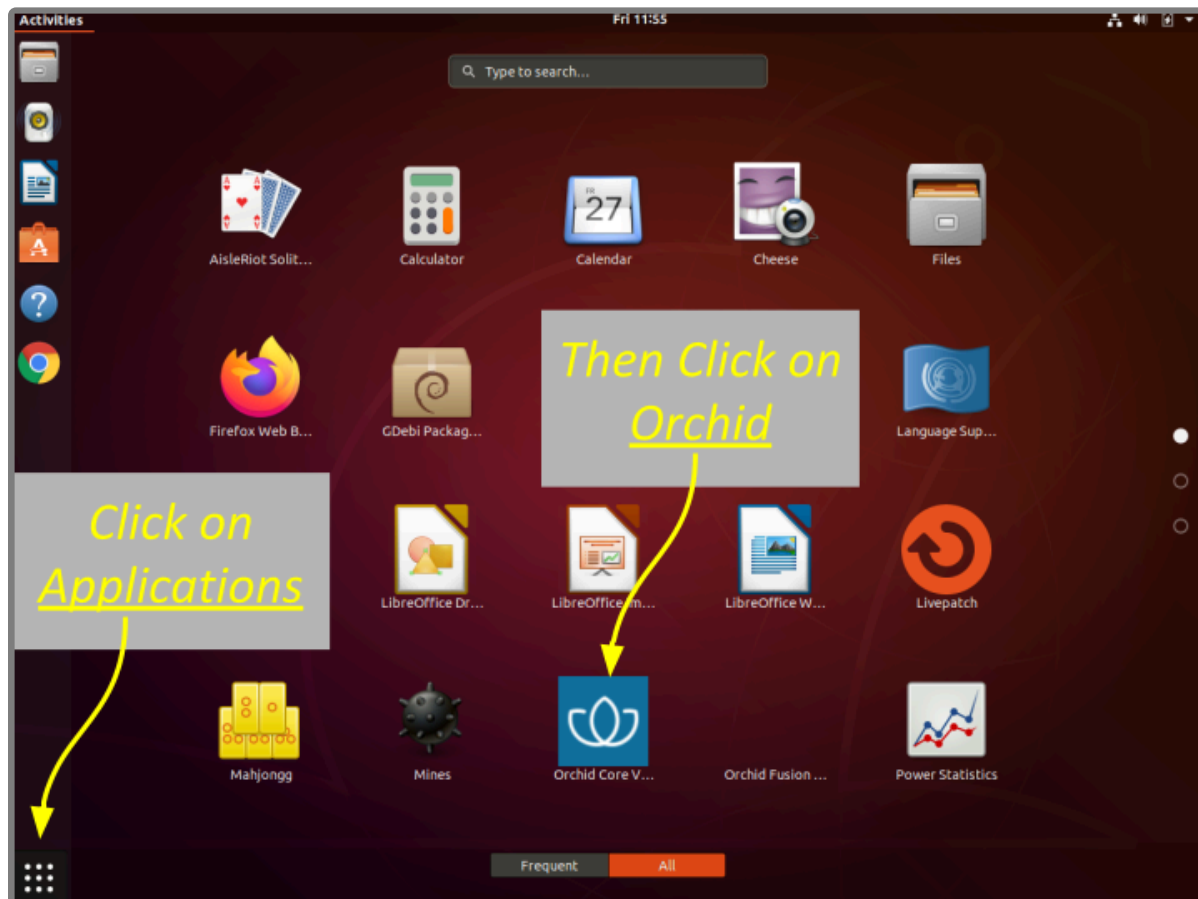 Activities
Fri 11:55
Type to search...
FR
27
AisleRiot Solit...
Calculator
Calendar
Cheese
Files
Then Click on
Orchid
Firefox Web B...
GDebi Packag...
Language Sup...
Click on
Applications
LibreOffice Dr...
LibreOffice Im...
LibreOffice W...
Livepatch
Mahjongg
Mines
Orchid Core V...
Orchid Fusion ...
Power Statistics
Frequent
All